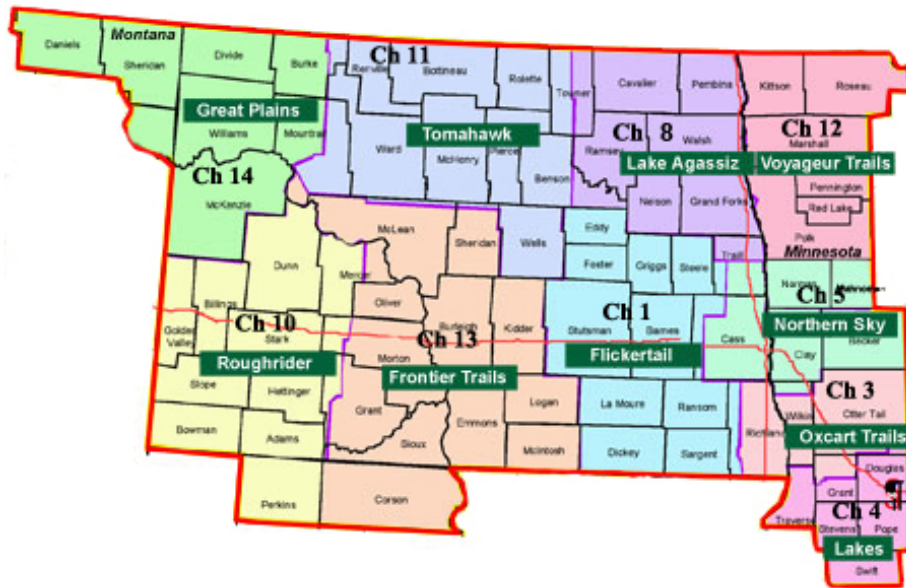 Daniels
Montana
Sheridan
Divide
Burke
Great Plains
Williams
Mountrail
Ch 14
McKenzie
Ch 11
Renville
Bottineau
Rolette
Towner
Tomahawk
Ward
McHenry
Pierce
Benson
Cavalier
Pembina
Ch 8
Ramsey
Walsh
Lake Agassiz
Nelson
Grand Forks
Kittson
Roseau
Ch 12
Marshall
Voyageur Trails
Pennington
Red Lake
Polk
Minnesota
McLean
Sheridan
Wells
Eddy
Foster
Griggs
Steele
Traill
Dunn
Mercer
Oliver
Billings
Golden
Valley
Ch 10
Stark
Roughrider
Slope
Hettinger
Bowman
Adams
Perkins
Burleigh
Kidder
Ch 13
Morton
Frontier Trails
Grant
Sioux
Emmons
Logan
McIntosh
Corson
Ch 1
Stutsman
Barnes
Flickertail
La Moure
Ransom
Dickey
Sargent
Cass
Norman
Mahnomen
Ch 5
Northern Sky
Clay
Becker
Ch 3
Richland
Wilkin
Otter Tail
Oxcart Trails
Douglas
Grant
Ch 4
Traverse
Stevens
Pope
Lakes
Swift